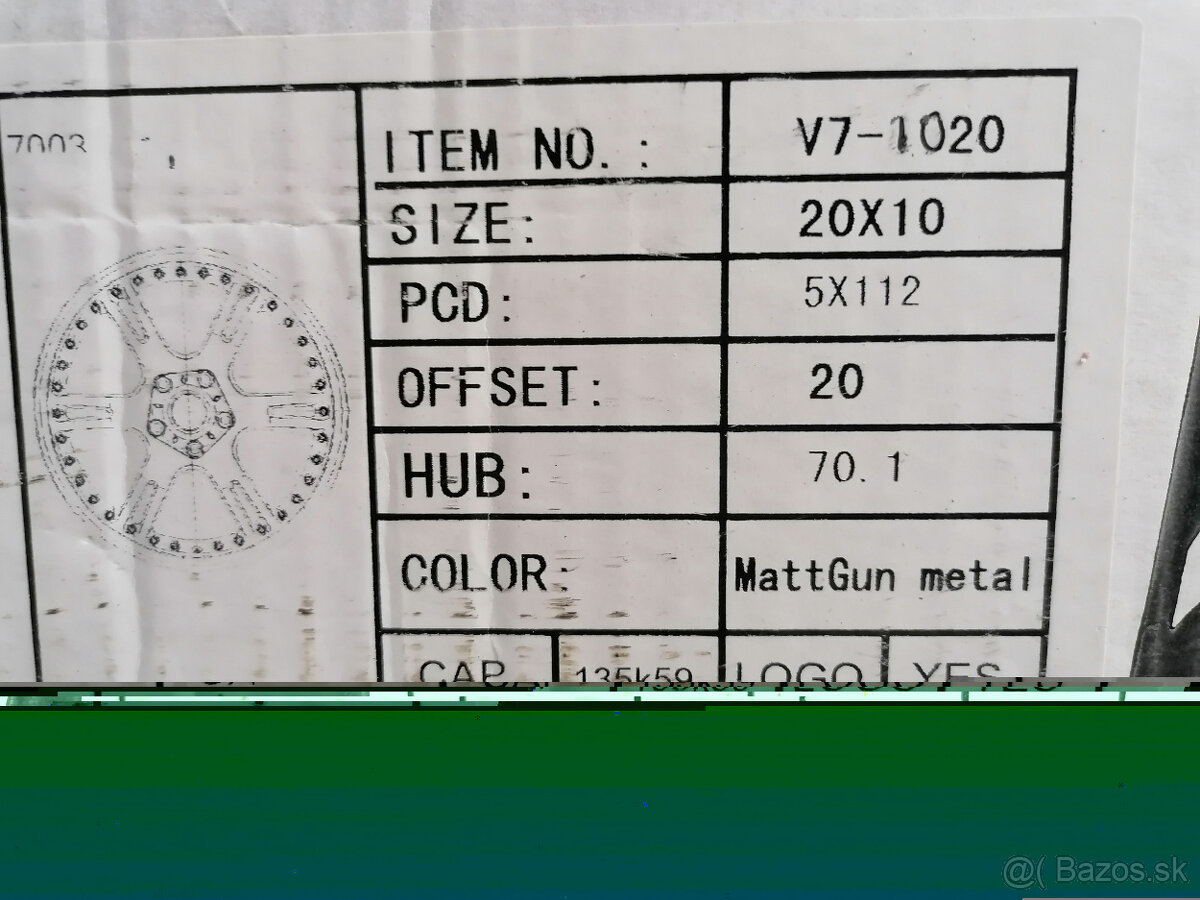 7003
ITEM NO.: V7-1020
SIZE: 20X10
PCD: 5X112
OFFSET: 20
HUB: 70.1
COLOR: MattGun metal
CAP LOGO YES
@( Bazos.sk